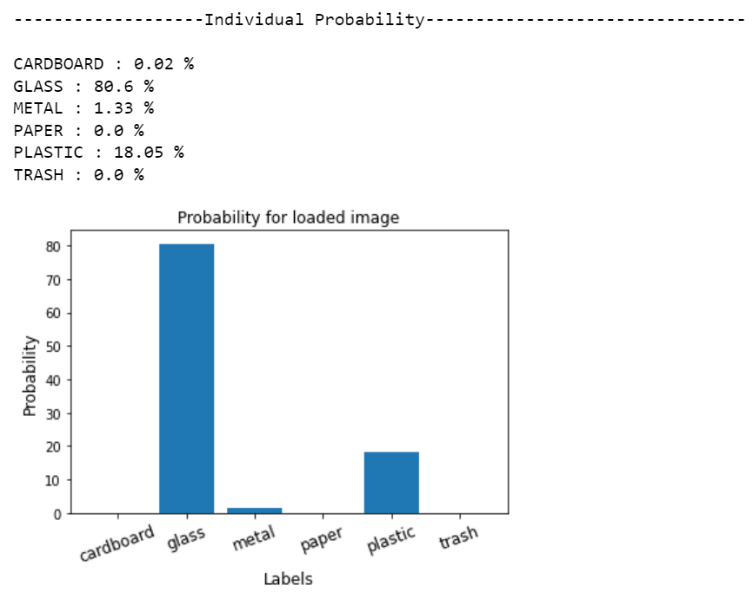 -------------------Individual Probability--------------------------------
CARDBOARD : 0.02 %
GLASS : 80.6 %
METAL : 1.33 %
PAPER : 0.0 %
PLASTIC : 18.05 %
TRASH : 0.0 %
Probability for loaded image
80
70
60
50
40
30
20
10
0
Probability
cardboard glass metal paper plastic trash
Labels